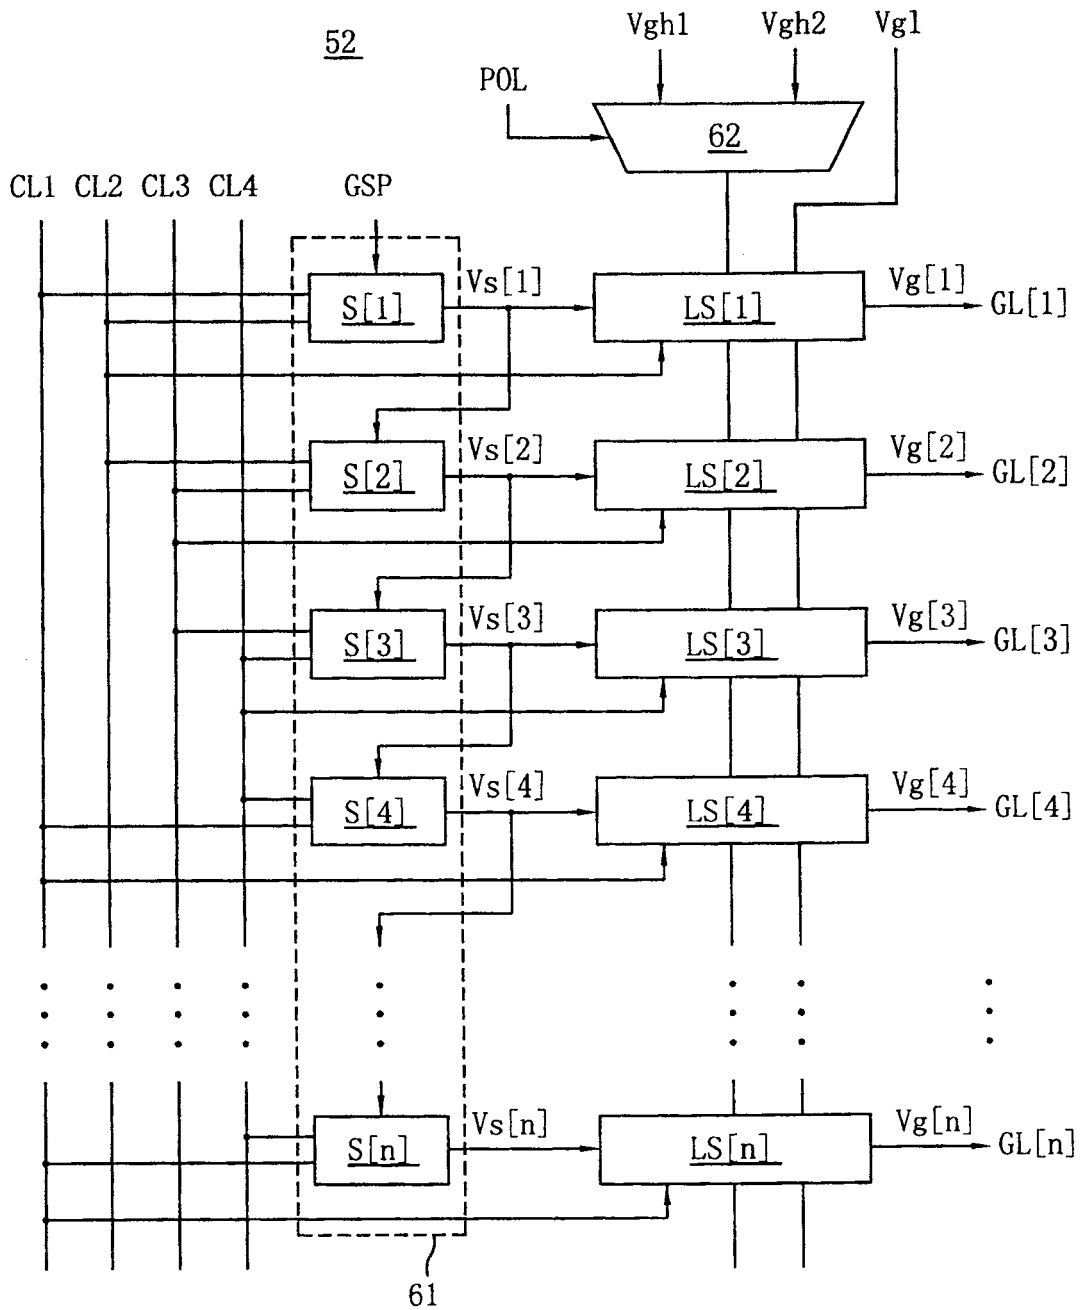 52
Vgh1 Vgh2 Vgl
POL
62
CL1 CL2 CL3 CL4 GSP
S[1] Vs[1] LS[1] Vg[1] GL[1]
S[2] Vs[2] LS[2] Vg[2] GL[2]
S[3] Vs[3] LS[3] Vg[3] GL[3]
S[4] Vs[4] LS[4] Vg[4] GL[4]
S[n] Vs[n] LS[n] Vg[n] GL[n]
61